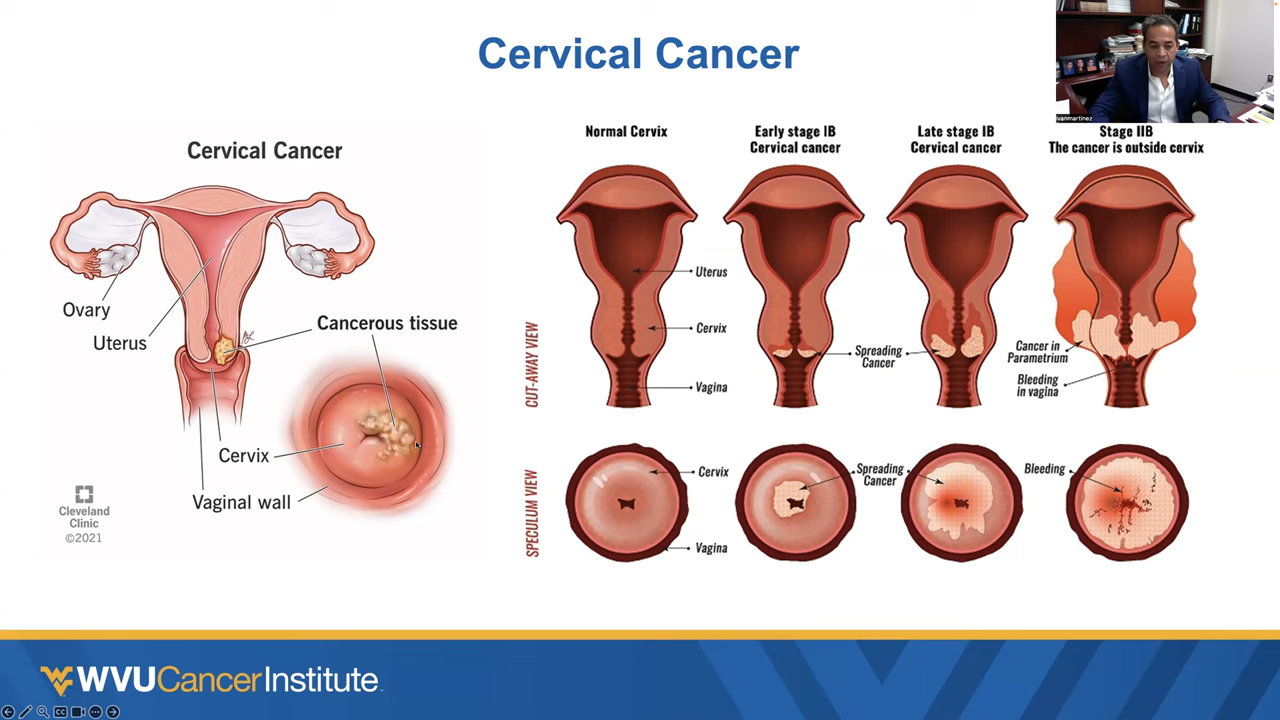 Cervical Cancer
ivanmartinez
Cervical Cancer
Ovary
Uterus
Cancerous tissue
Cervix
Vaginal wall
Cleveland
Clinic
©2021
Normal Cervix
Early stage IB
Cervical cancer
Late stage IB
Cervical cancer
Stage IIB
The cancer is outside cervix
CUT-AWAY VIEW
Uterus
Cervix
Vagina
Spreading
Cancer
Cancer in
Parametrium
Bleeding
in vagina
SPECULUM VIEW
Cervix
Vagina
Spreading
Cancer
Bleeding
WVUCancerInstitute
CC